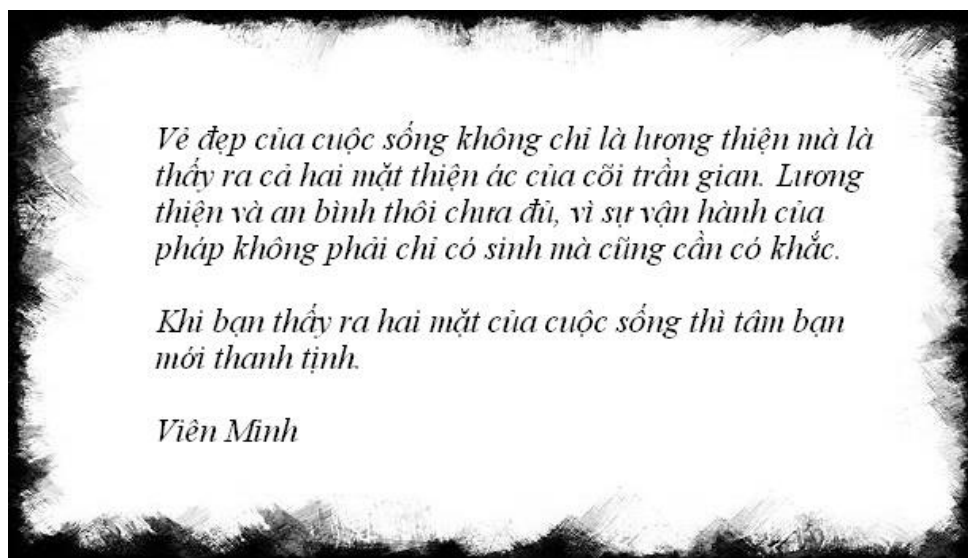 Vẻ đẹp của cuộc sống không chỉ là lương thiện mà là
thấy ra cả hai mặt thiện ác của cõi trần gian. Lương
thiện và an bình thôi chưa đủ, vì sự vận hành của
pháp không phải chỉ có sinh mà cũng cần có khắc.
Khi bạn thấy ra hai mặt của cuộc sống thì tâm bạn
mới thanh tịnh.
Viên Minh